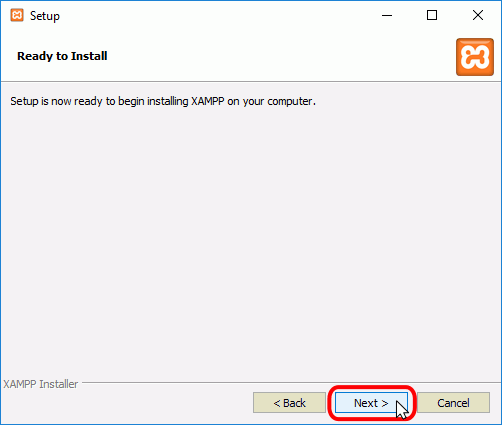 Setup
Ready to Install
Setup is now ready to begin installing XAMPP on your computer.
XAMPP Installer
< Back
Next >
Cancel